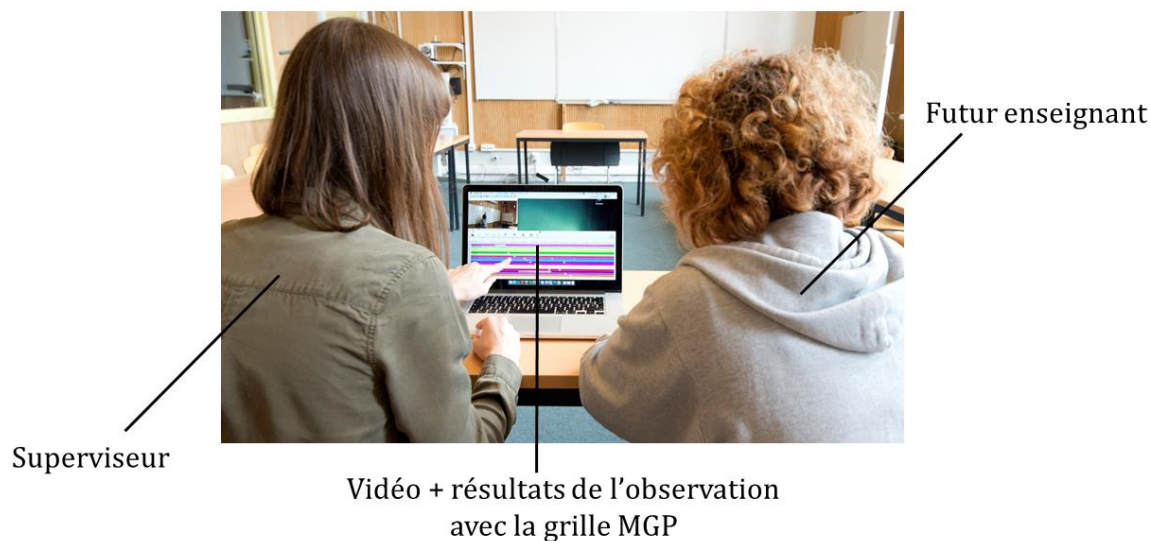 Futur enseignant
Superviseur
Vidéo + résultats de l’observation
avec la grille MGP